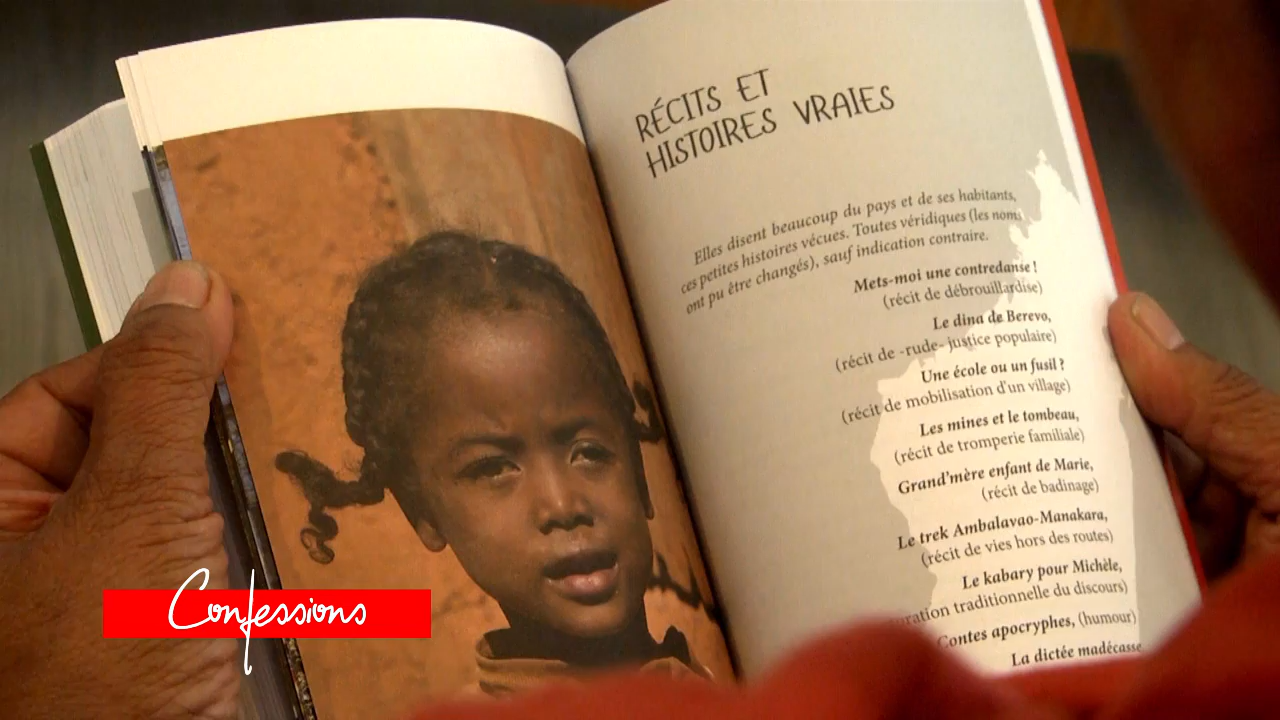 RÉCITS ET
HISTOIRES VRAIES
Elles disent beaucoup du pays et de ses habitants,
ces petites histoires vécues. Toutes véridiques (les noms
ont pu être changés), sauf indication contraire.
Mets-moi une contredanse !
(récit de débrouillardise)
Le dina de Berevo,
(récit de -rude- justice populaire)
Une école ou un fusil ?
(récit de mobilisation d'un village)
Les mines et le tombeau,
(récit de tromperie familiale)
Grand'mère enfant de Marie,
(récit de badinage)
Le trek Ambalavao-Manakara,
(récit de vies hors des routes)
Le kabary pour Michèle,
traditionnelle du discours)
Contes apocryphes, (humour)
La dictée madécasse
Confessions